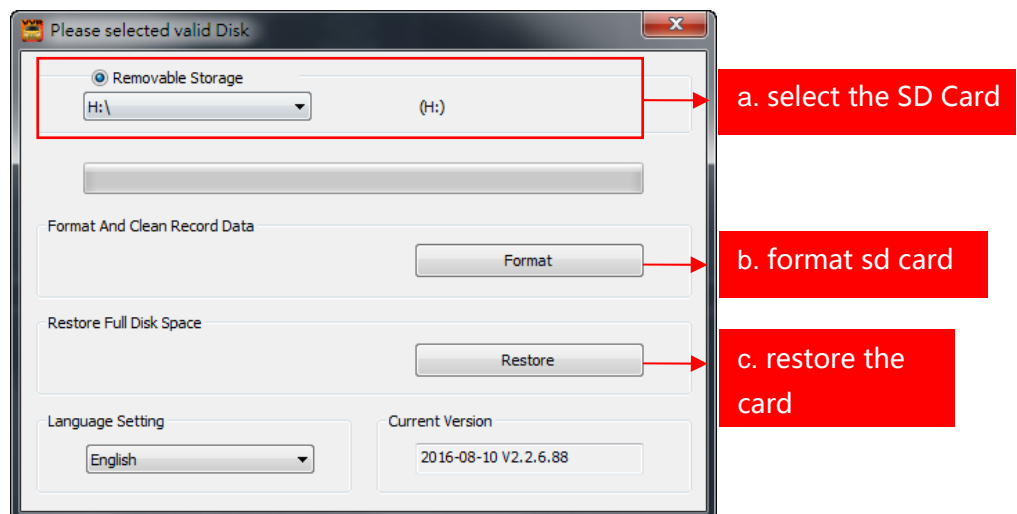 VVR
Please selected valid Disk
x
Removable Storage
H:\
(H:)
a. select the SD Card
Format And Clean Record Data
Format
b. format sd card
Restore Full Disk Space
Restore
c. restore the
card
Language Setting
English
Current Version
2016-08-10 V2.2.6.88